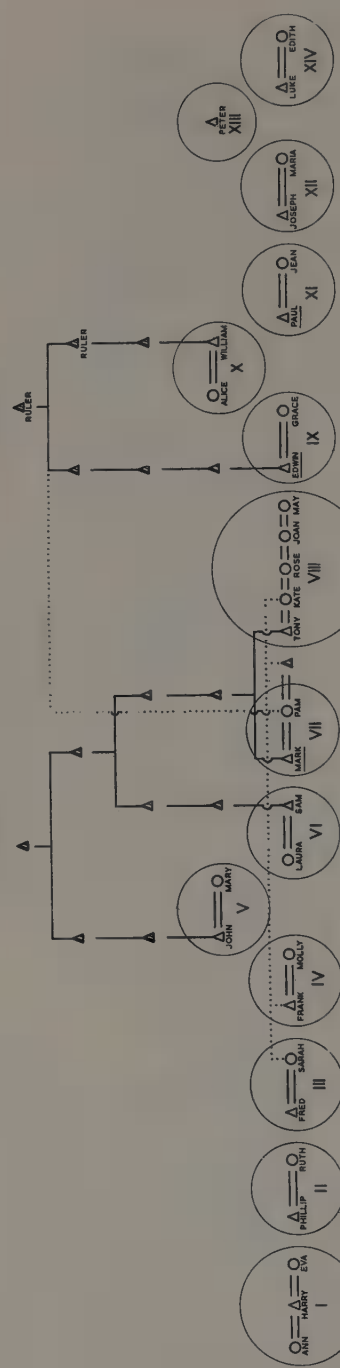 RULER
RULER
ANN HARRY EVA
I
PHILLIP RUTH
II
FRED SARAH
III
FRANK MOLLY
IV
JOHN MARY
V
LAURA SAM
VI
MARK PAM
VII
TONY KATE ROSE JOAN MAY
VIII
EDWIN GRACE
IX
ALICE WILLIAM
X
PAUL JEAN
XI
JOSEPH MARIA
XII
PETER
XIII
LUKE EDITH
XIV